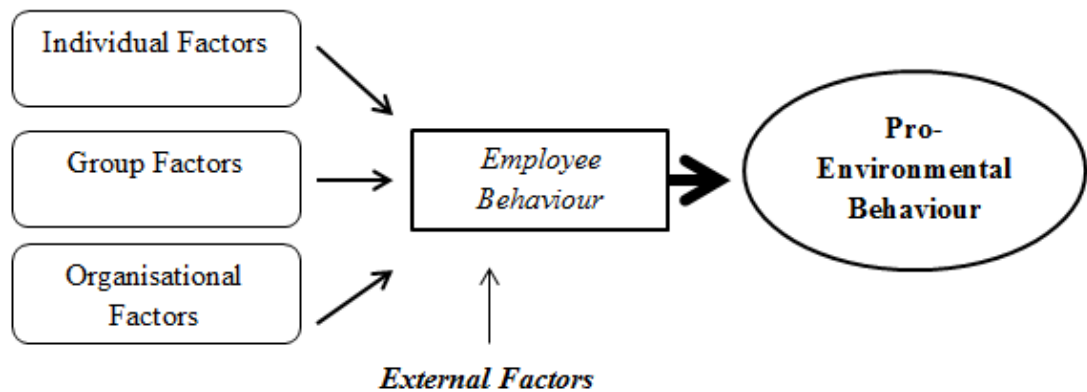 Individual Factors
Group Factors
Organisational
Factors
Employee
Behaviour
External Factors
Pro-
Environmental
Behaviour